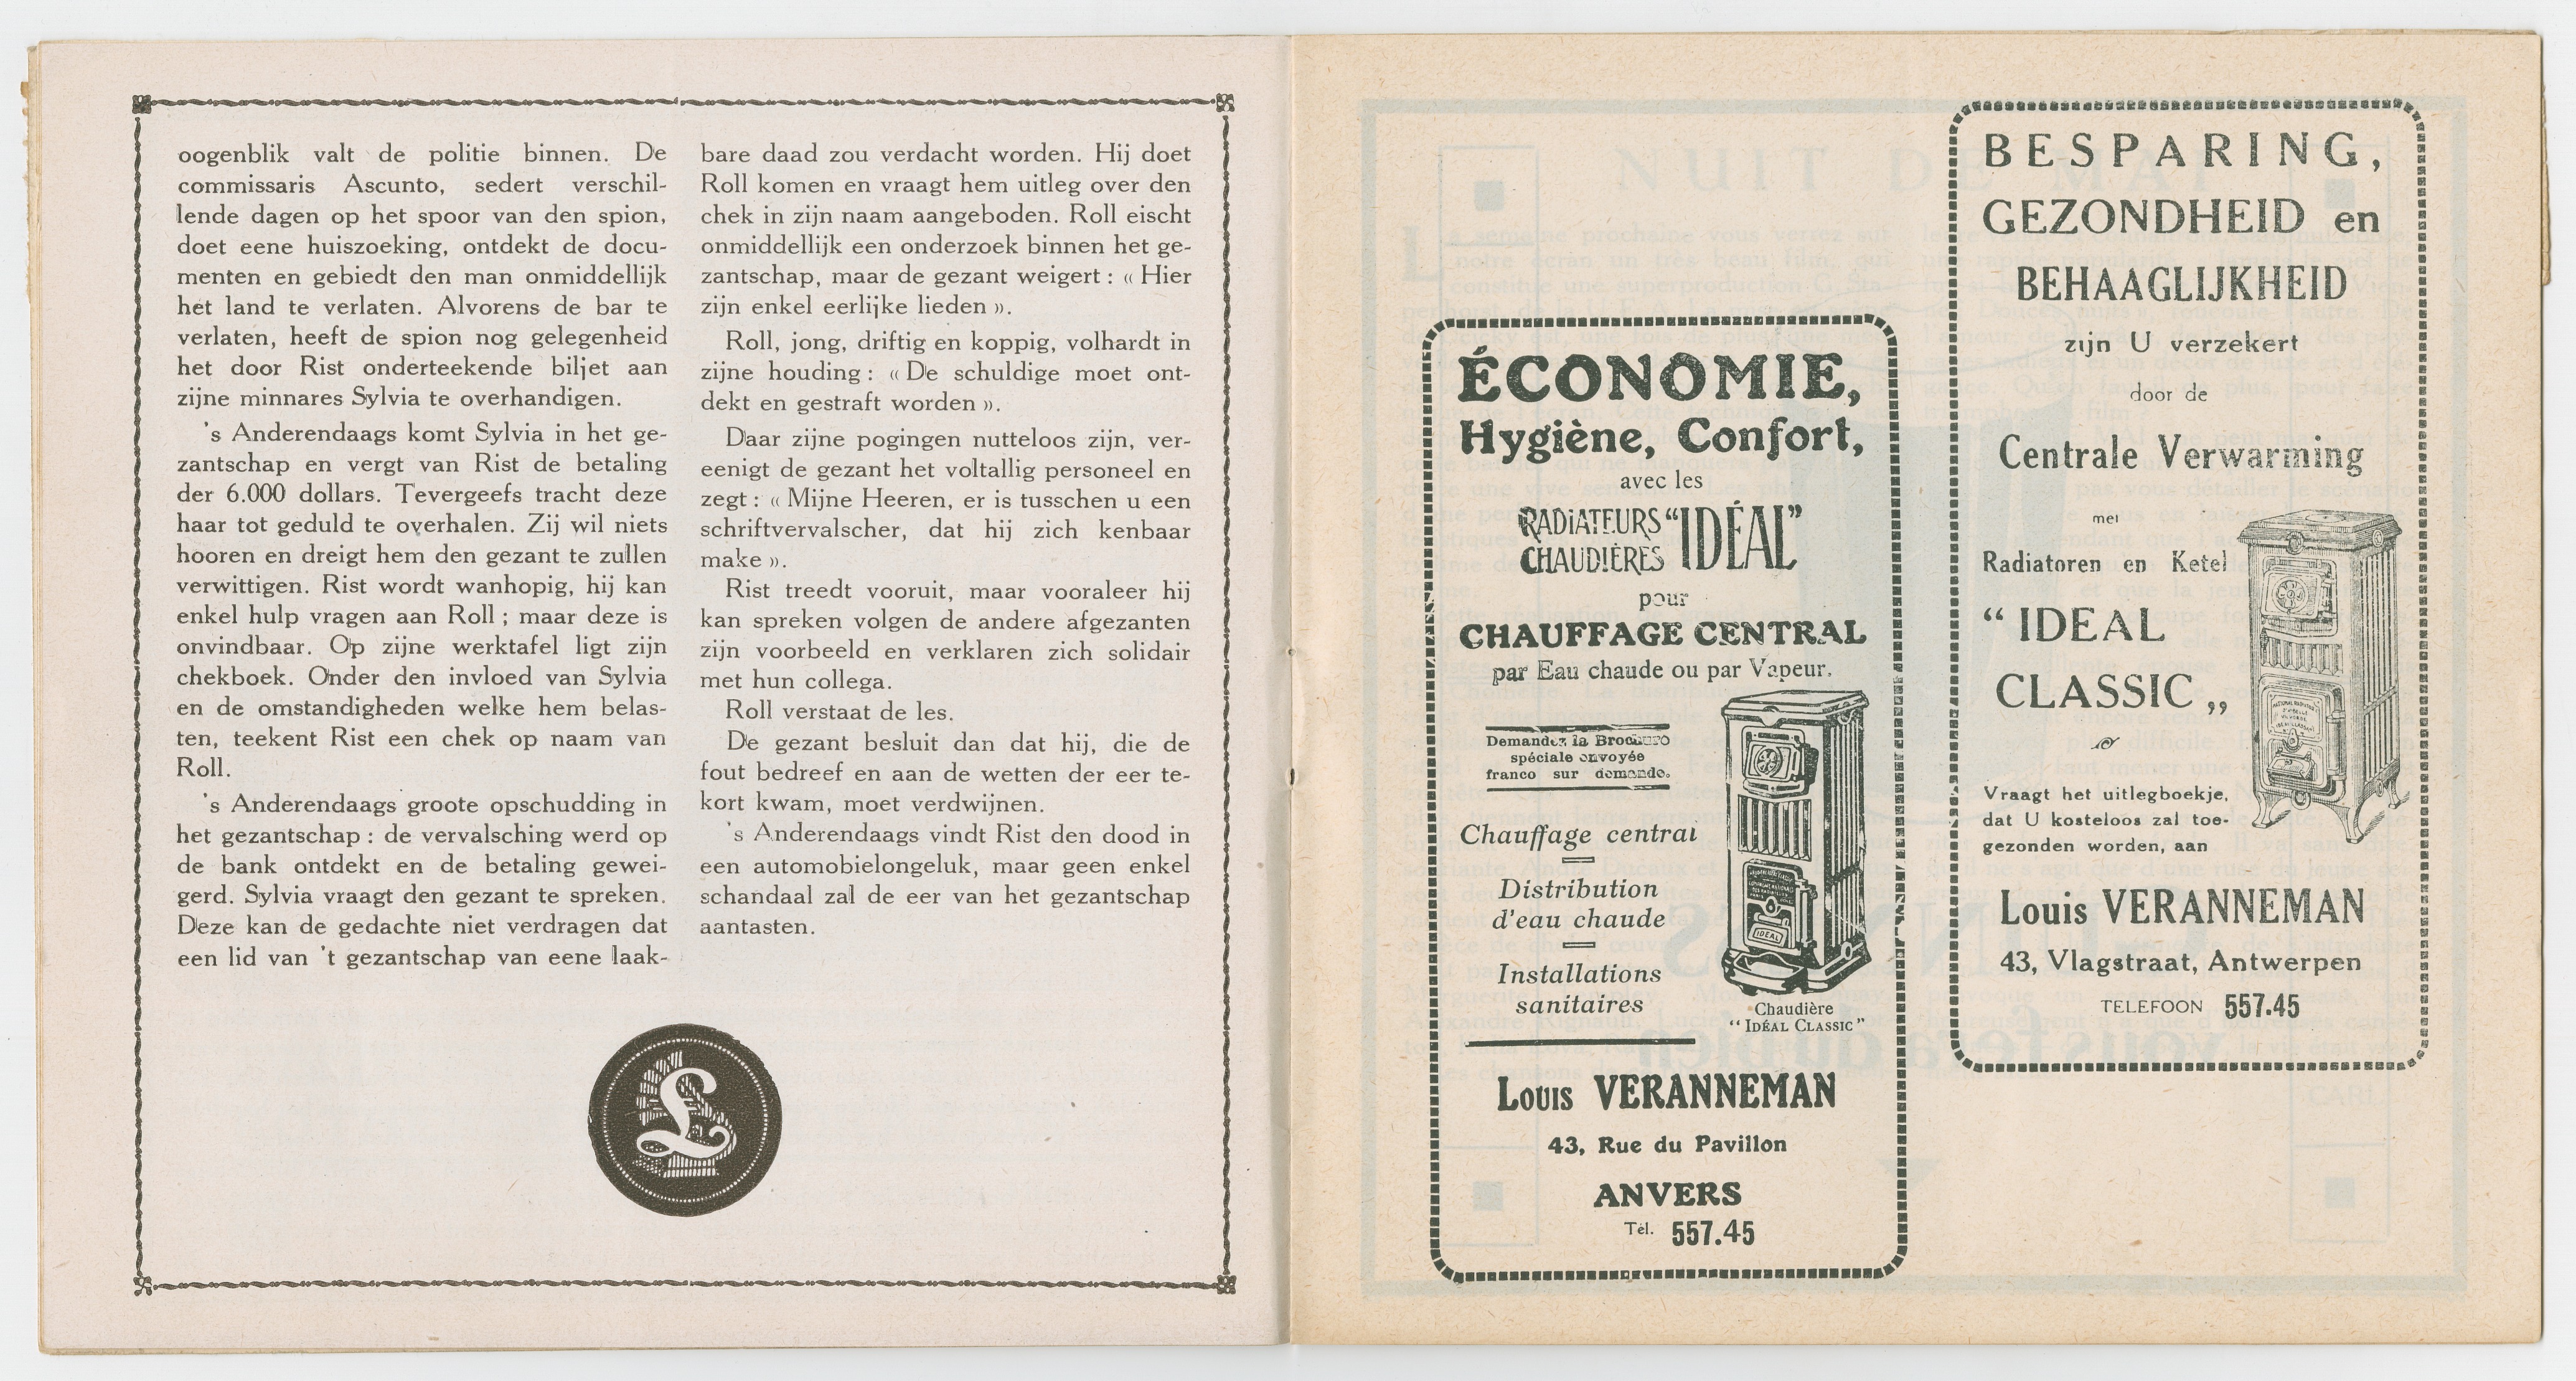 oogenblik valt de politie binnen. De
commissaris Ascunto, sedert verschil-
lende dagen op het spoor van den spion,
doet eene huiszoeking, ontdekt de docu-
menten en gebiedt den man onmiddellijk
het land te verlaten. Alvorens de bar te
verlaten, heeft de spion nog gelegenheid
het door Rist onderteekende biljet aan
zijne minnares Sylvia te overhandigen.
's Anderendaags komt Sylvia in het ge-
zantschap en vergt van Rist de betaling
der 6.000 dollars. Tevergeefs tracht deze
haar tot geduld te overhalen. Zij wil niets
hooren en dreigt hem den gezant te zullen
verwittigen. Rist wordt wanhopig, hij kan
enkel hulp vragen aan Roll ; maar deze is
onvindbaar. Op zijne werktafel ligt zijn
chekboek. Onder den invloed van Sylvia
en de omstandigheden welke hem belas-
ten, teekent Rist een chek op naam van
Roll.
's Anderendaags groote opschudding in
het gezantschap : de vervalsching werd op
de bank ontdekt en de betaling gewei-
gerd. Sylvia vraagt den gezant te spreken.
Deze kan de gedachte niet verdragen dat
een lid van 't gezantschap van eene laak-
bare daad zou verdacht worden. Hij doet
Roll komen en vraagt hem uitleg over den
chek in zijn naam aangeboden. Roll eischt
onmiddellijk een onderzoek binnen het ge-
zantschap, maar de gezant weigert : « Hier
zijn enkel eerlijke lieden ».
Roll, jong, driftig en koppig, volhardt in
zijne houding : « De schuldige moet ont-
dekt en gestraft worden ».
Daar zijne pogingen nutteloos zijn, ver-
eenigt de gezant het voltallig personeel en
zegt : « Mijne Heeren, er is tusschen u een
schriftvervalscher, dat hij zich kenbaar
make ».
Rist treedt vooruit, maar vooraleer hij
kan spreken volgen de andere afgezanten
zijn voorbeeld en verklaren zich solidair
met hun collega.
Roll verstaat de les.
De gezant besluit dan dat hij, die de
fout bedreef en aan de wetten der eer te-
kort kwam, moet verdwijnen.
's Anderendaags vindt Rist den dood in
een automobielongeluk, maar geen enkel
schandaal zal de eer van het gezantschap
aantasten.
L
ÉCONOMIE,
Hygiène, Confort,
avec les
RADIATEURS
CHAUDIÈRES
“IDÉAL”
pour
CHAUFFAGE CENTRAL
par Eau chaude ou par Vapeur.
Demandez la Brochure
spéciale envoyée
franco sur demande.
Chauffage central
Distribution
d'eau chaude
Installations
sanitaires
IDEAL
Chaudière
“ IDÉAL CLASSIC ”
Louis VERANNEMAN
43, Rue du Pavillon
ANVERS
Tél. 557.45
BESPARING,
GEZONDHEID en
BEHAAGLIJKHEID
zijn U verzekert
door de
Centrale Verwarming
met
Radiatoren en Ketel
“ IDEAL
CLASSIC „
Vraagt het uitlegboekje,
dat U kosteloos zal toe-
gezonden worden, aan
Louis VERANNEMAN
43, Vlagstraat, Antwerpen
TELEFOON 557.45